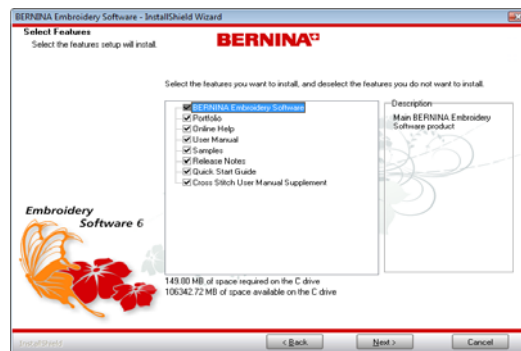 BERNINA Embroidery Software - InstallShield Wizard
Select Features
Select the features setup will install.
BERNINA
Select the features you want to install, and deselect the features you do not want to install.
BERNINA Embroidery Software
Portfolio
Online Help
User Manual
Samples
Release Notes
Quick Start Guide
Cross Stitch User Manual Supplement
Description
Main BERNINA Embroidery
Software product
Embroidery
Software 6
149.00 MB of space required on the C drive
106342.72 MB of space available on the C drive
InstallShield
< Back
Next >
Cancel